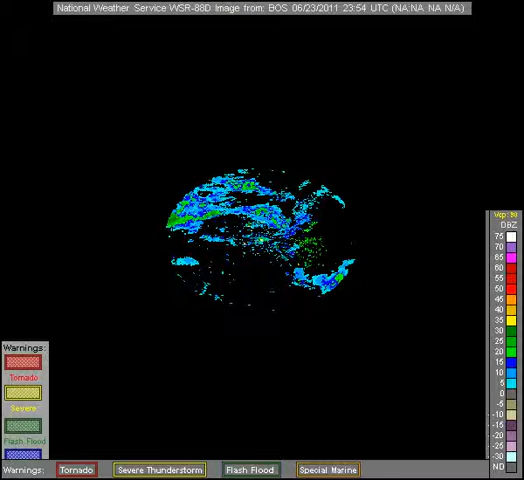 National Weather Service WSR-88D Image from: BOS 06/23/2011 23:54 UTC (NA:NA NA N/A)
Vcp: 90
DBZ
75
70
65
60
55
50
45
40
35
30
25
20
15
10
5
0
-5
-10
-15
-20
-25
-30
ND
Warnings:
Tornado
Severe
Flash Flood
Warnings: Tornado Severe Thunderstorm Flash Flood Special Marine